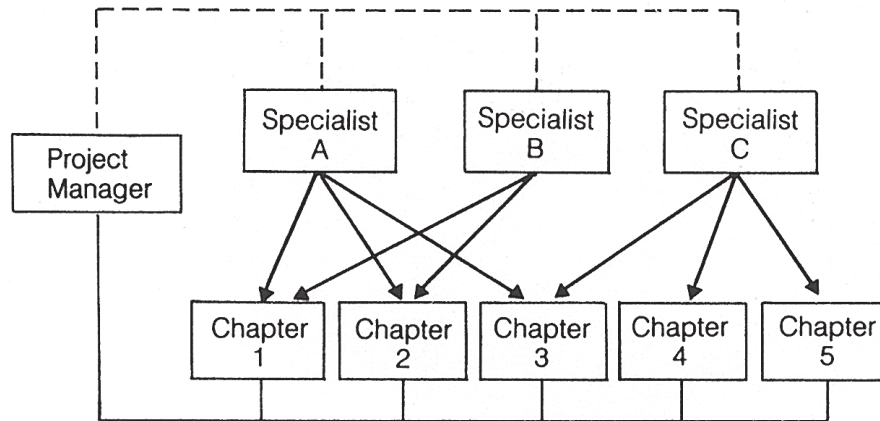 Specialist
A
Specialist
B
Specialist
C
Project
Manager
Chapter
1
Chapter
2
Chapter
3
Chapter
4
Chapter
5